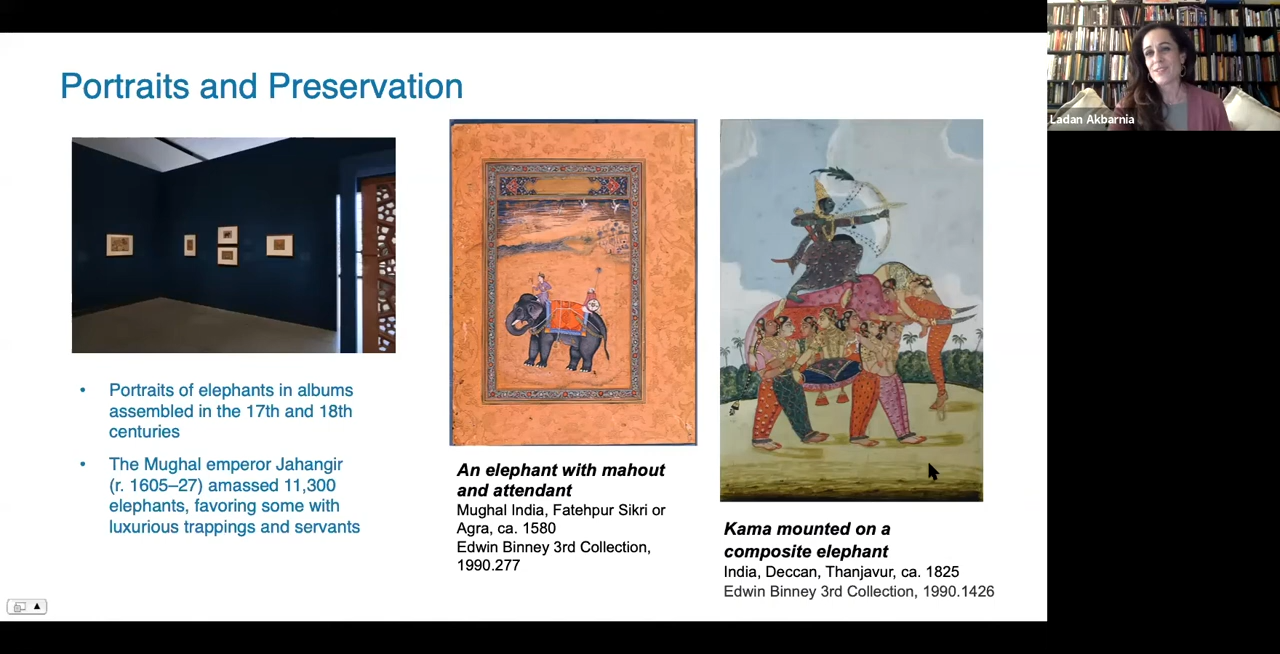 Portraits and Preservation
Ladan Akbarnia
• Portraits of elephants in albums
assembled in the 17th and 18th
centuries
• The Mughal emperor Jahangir
(r. 1605–27) amassed 11,300
elephants, favoring some with
luxurious trappings and servants
An elephant with mahout
and attendant
Mughal India, Fatehpur Sikri or
Agra, ca. 1580
Edwin Binney 3rd Collection,
1990.277
Kama mounted on a
composite elephant
India, Deccan, Thanjavur, ca. 1825
Edwin Binney 3rd Collection, 1990.1426